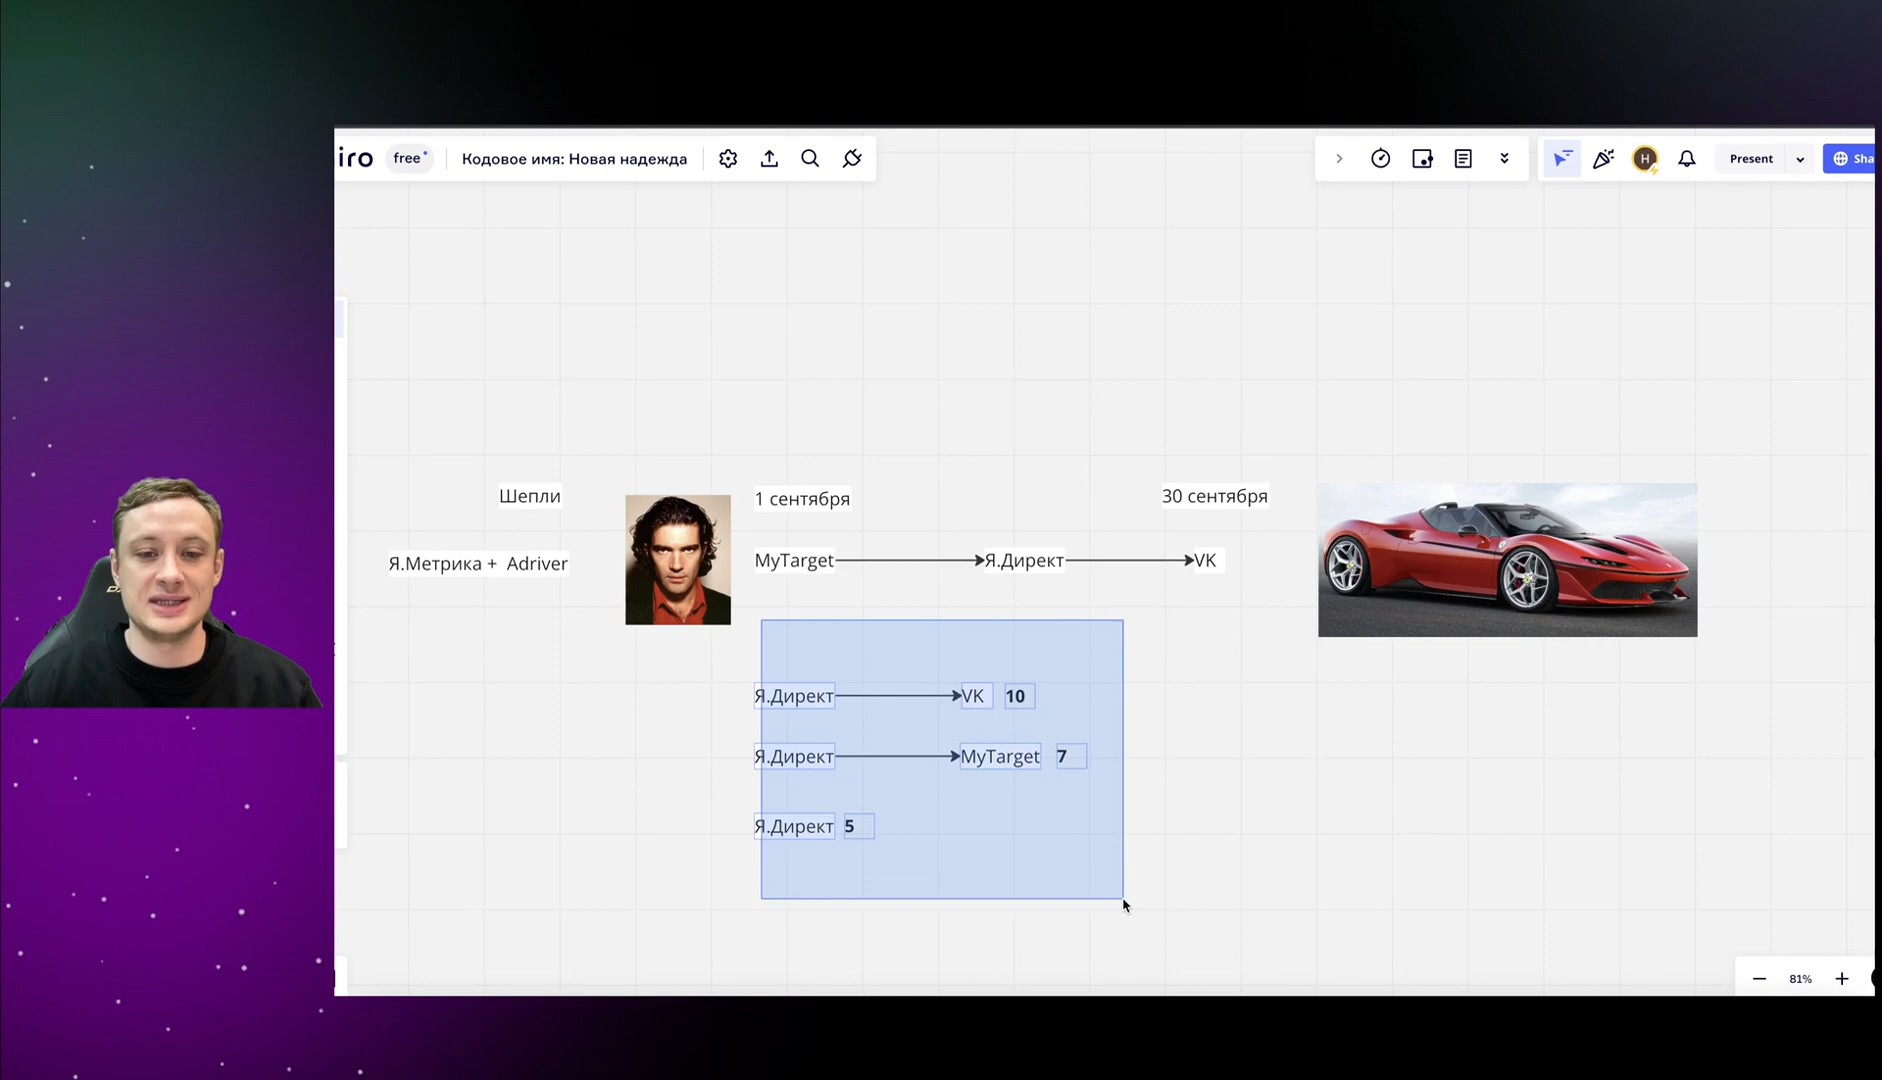 iro free Кодовое имя: Новая надежда
H Present Sha
Шепли
1 сентября
30 сентября
Я.Метрика + Adriver
MyTarget Я.Директ VK
Я.Директ VK 10
Я.Директ MyTarget 7
Я.Директ 5
81%